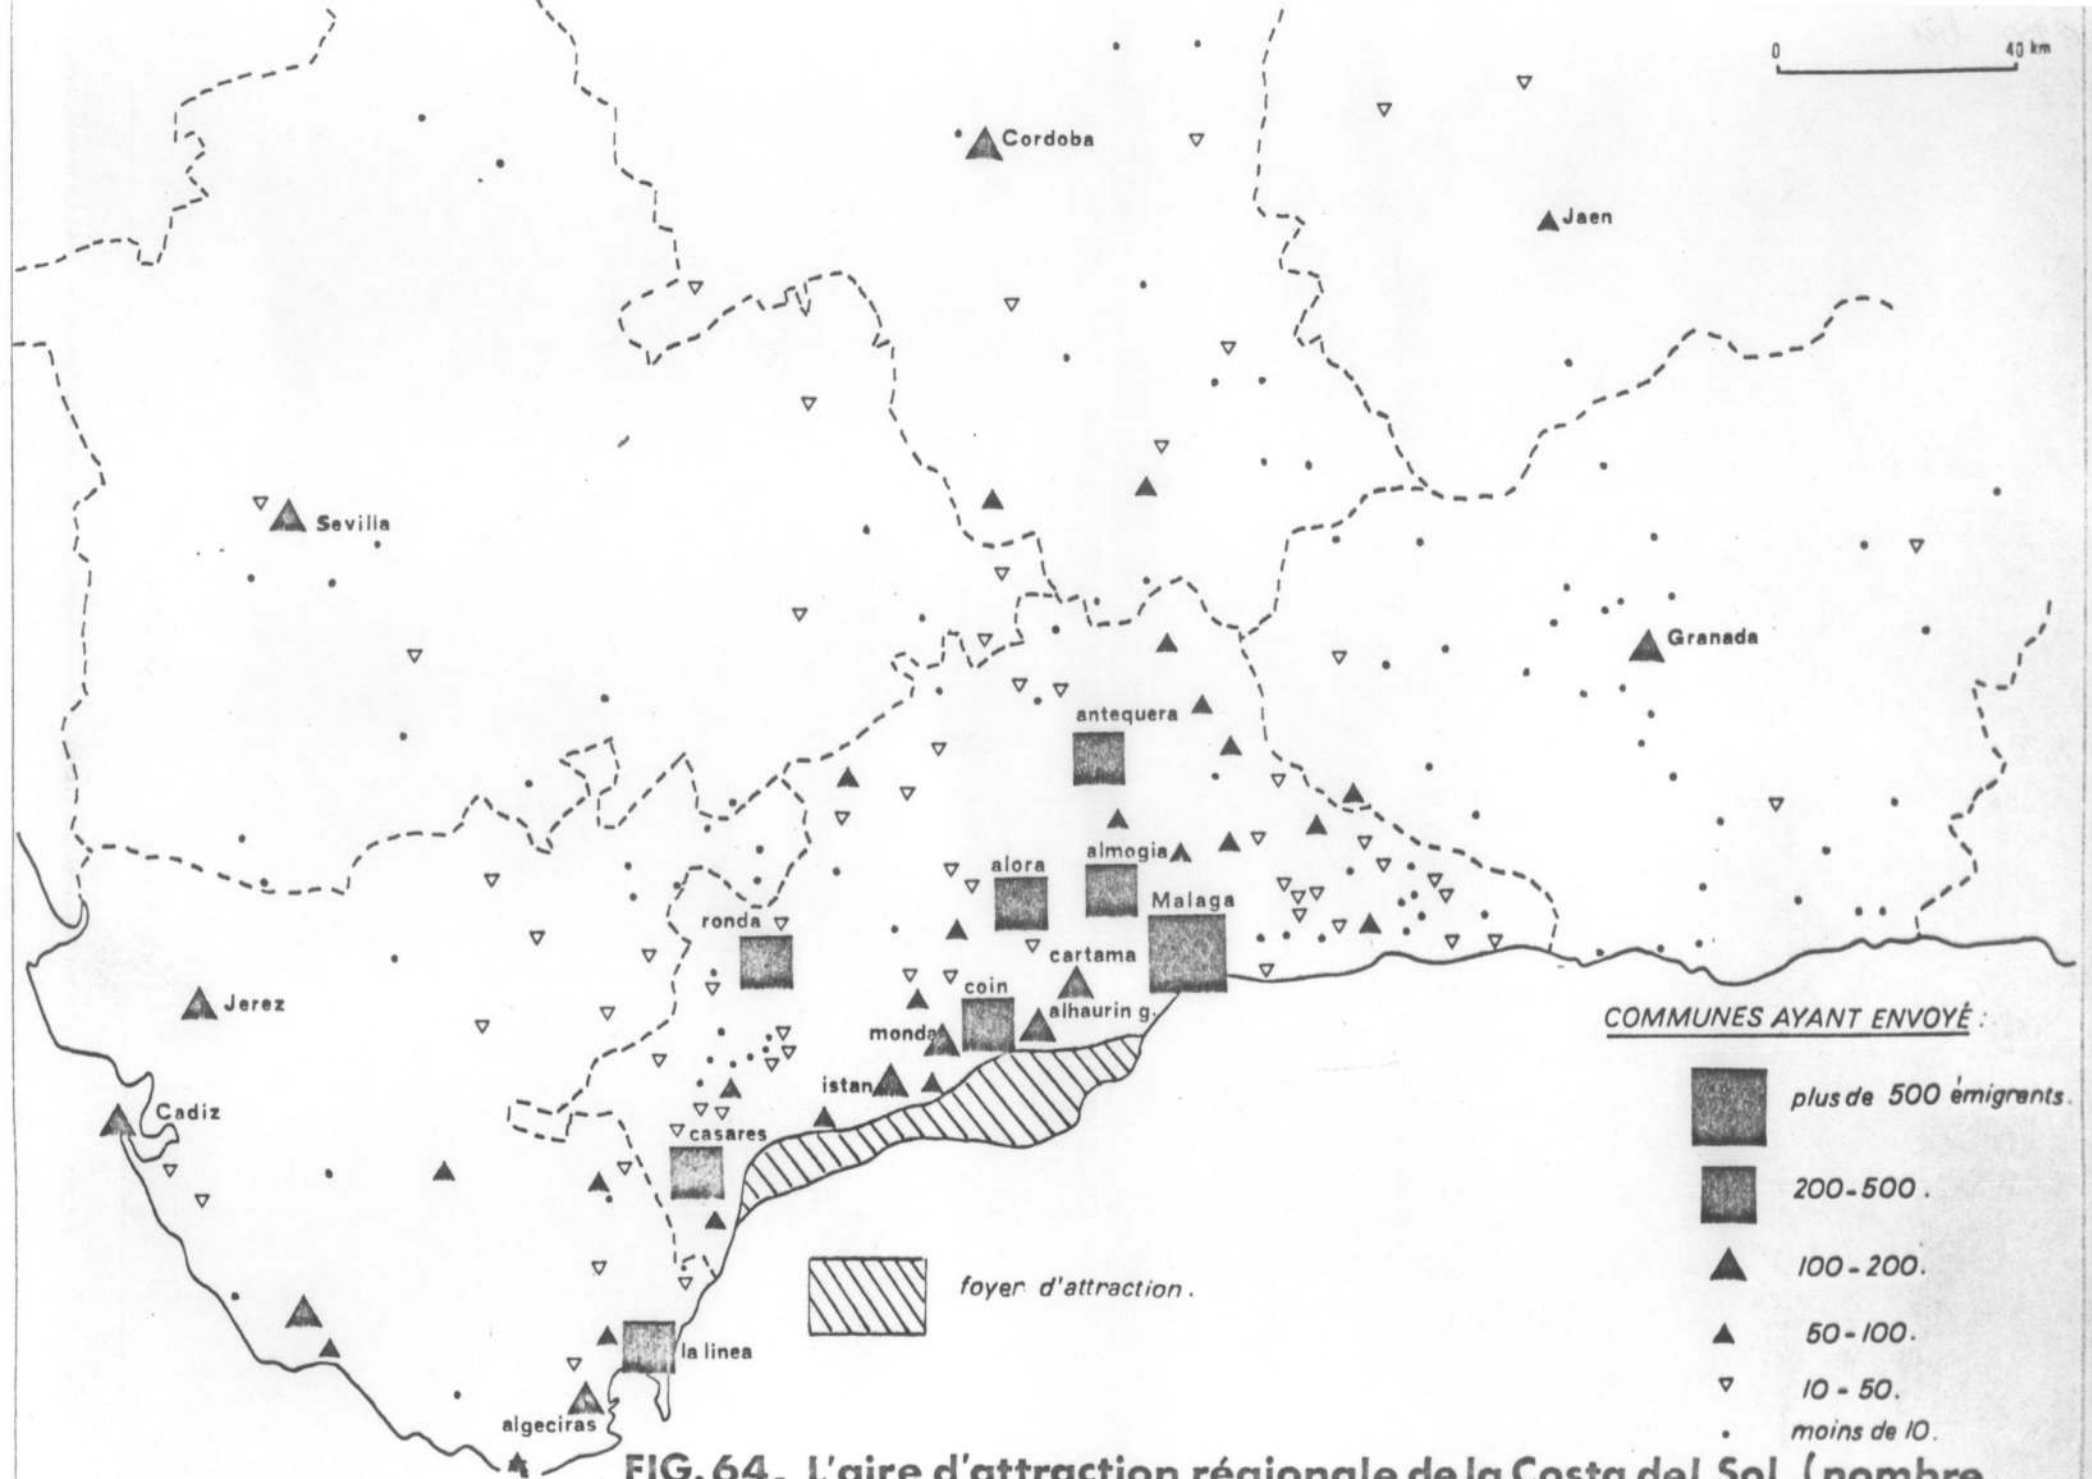 0 40 km
Cordoba
Jaen
Sevilla
Granada
antequera
almogia
alora
Malaga
ronda
cartama
coin
Jerez
alhaurin g.
monda
istan
Cadiz
casares
la linea
algeciras
foyer d'attraction.
COMMUNES AYANT ENVOYÉ :
plus de 500 émigrants.
200-500.
100-200.
50-100.
10-50.
moins de 10.
FIG.64. L'aire d'attraction régionale de la Costa del Sol (nombre